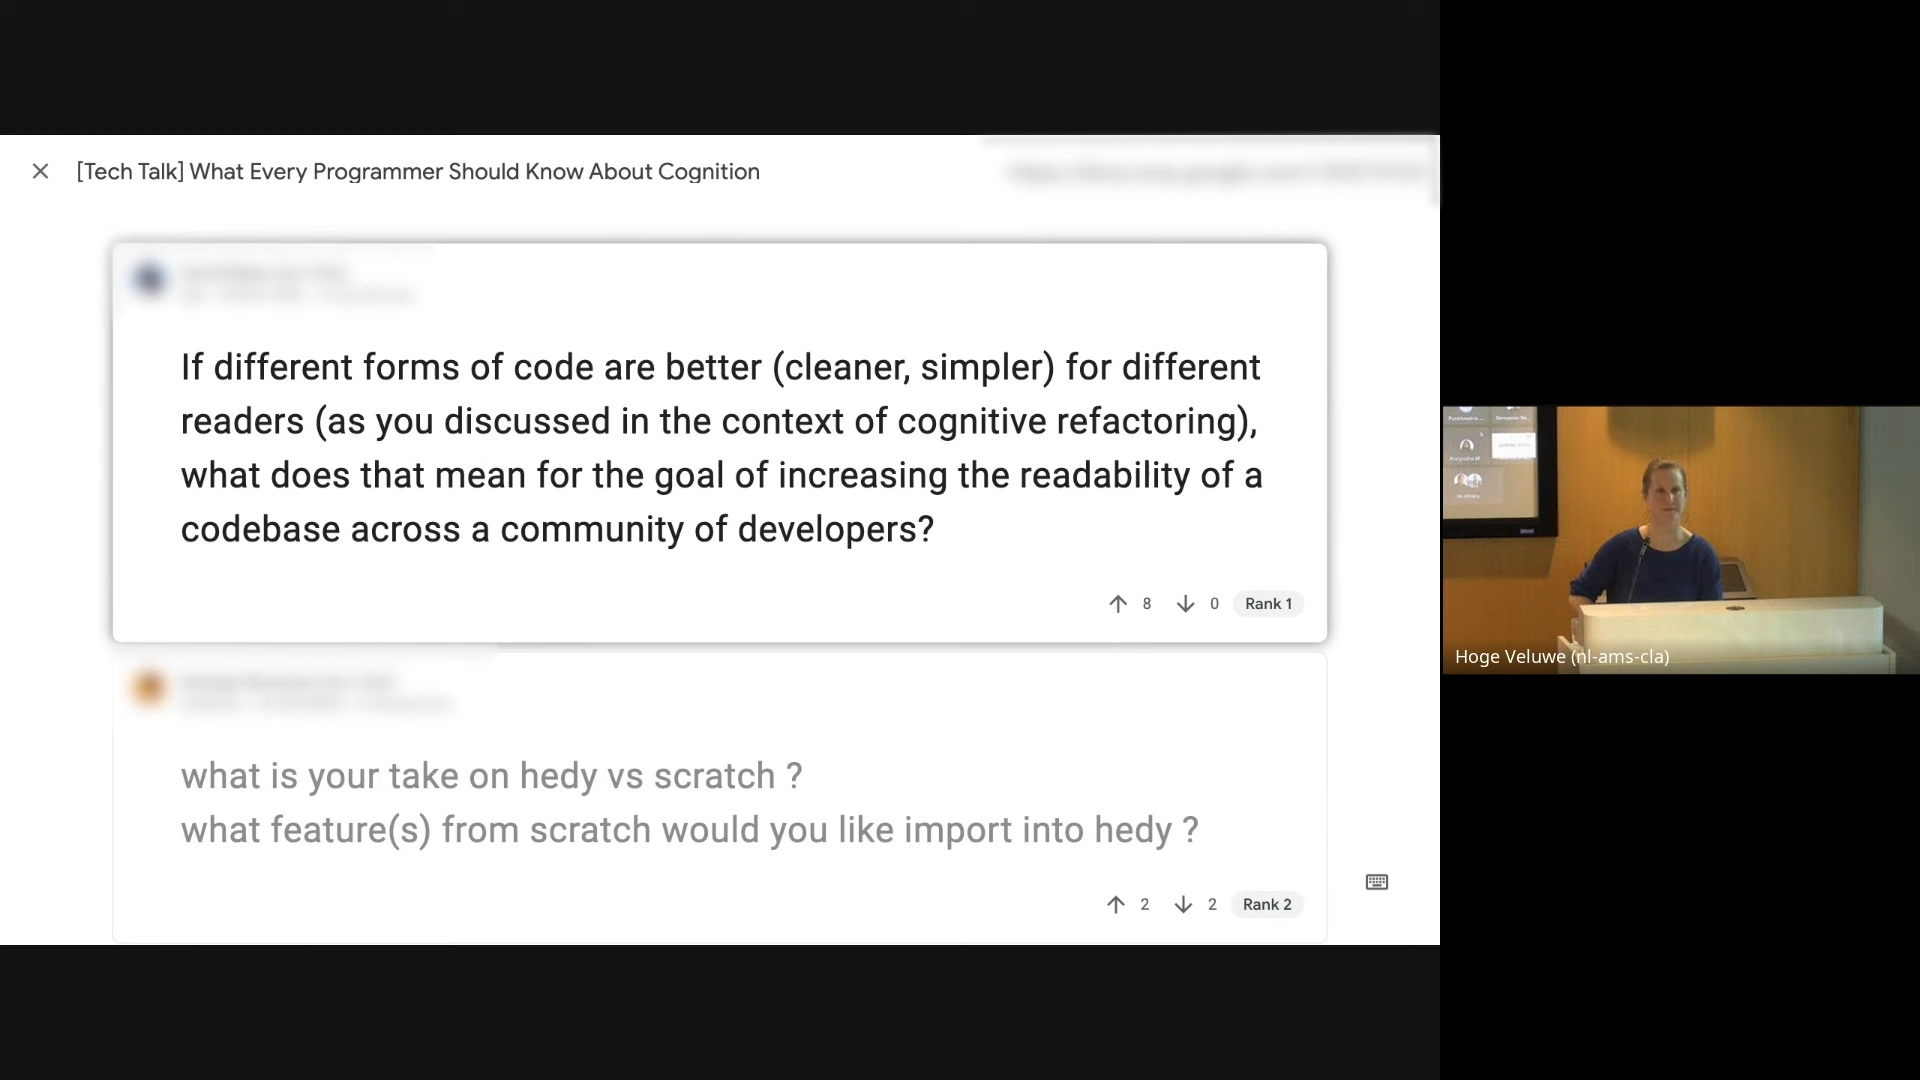 [Tech Talk] What Every Programmer Should Know About Cognition
If different forms of code are better (cleaner, simpler) for different
readers (as you discussed in the context of cognitive refactoring),
what does that mean for the goal of increasing the readability of a
codebase across a community of developers?
8 0 Rank 1
what is your take on hedy vs scratch ?
what feature(s) from scratch would you like import into hedy ?
2 2 Rank 2
Hoge Veluwe (nl-ams-cla)